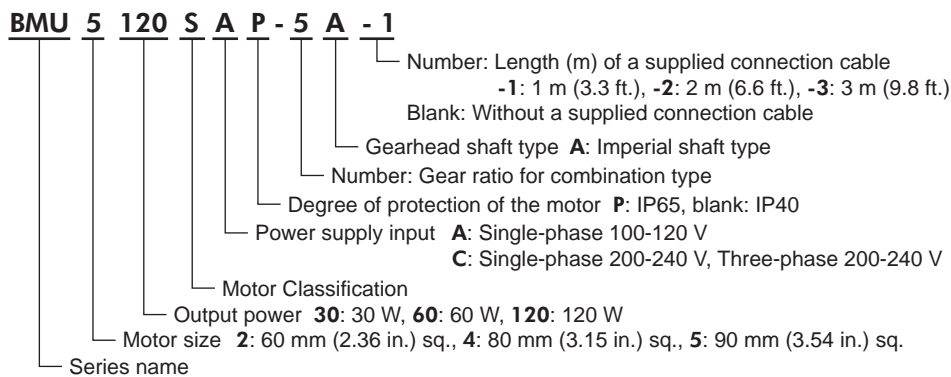 BMU 5 120 S A P - 5 A - 1
Number: Length (m) of a supplied connection cable
-1: 1 m (3.3 ft.), -2: 2 m (6.6 ft.), -3: 3 m (9.8 ft.)
Blank: Without a supplied connection cable
Gearhead shaft type A: Imperial shaft type
Number: Gear ratio for combination type
Degree of protection of the motor P: IP65, blank: IP40
Power supply input A: Single-phase 100-120 V
C: Single-phase 200-240 V, Three-phase 200-240 V
Motor Classification
Output power 30: 30 W, 60: 60 W, 120: 120 W
Motor size 2: 60 mm (2.36 in.) sq., 4: 80 mm (3.15 in.) sq., 5: 90 mm (3.54 in.) sq.
Series name